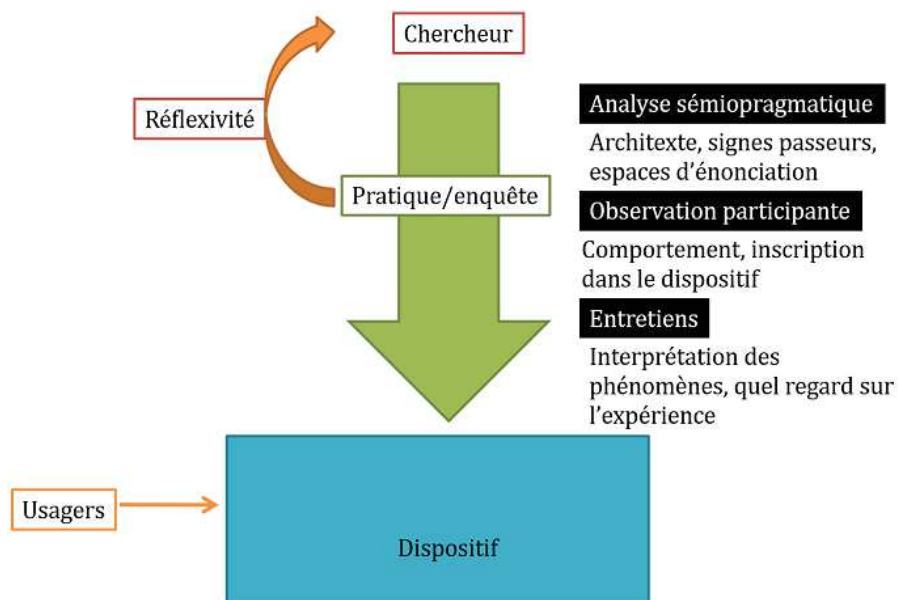 Chercheur
Réflexivité
Pratique/enquête
Analyse sémiopragmatique
Architexte, signes passeurs,
espaces d'énonciation
Observation participante
Comportement, inscription
dans le dispositif
Entretiens
Interprétation des
phénomènes, quel regard sur
l'expérience
Usagers
Dispositif